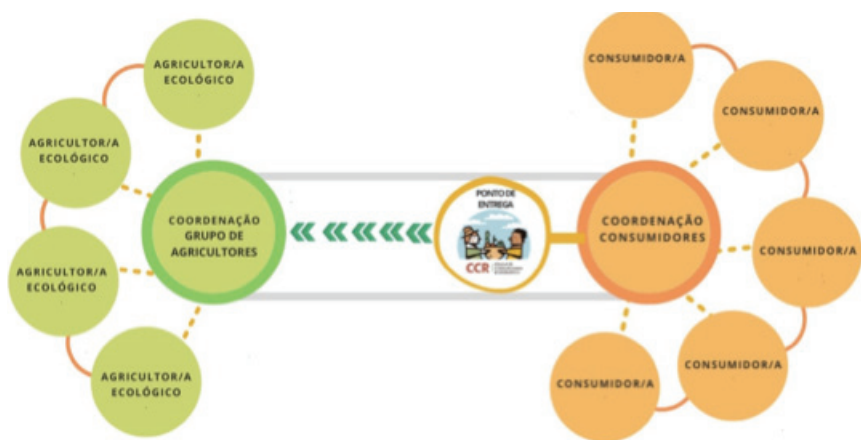 AGRICULTOR/A
ECOLÓGICO
AGRICULTOR/A
ECOLÓGICO
AGRICULTOR/A
ECOLÓGICO
AGRICULTOR/A
ECOLÓGICO
COORDENAÇÃO
GRUPO DE
AGRICULTORES
PONTO DE
ENTREGA
CCR
COORDENAÇÃO
CONSUMIDORES
CONSUMIDOR/A
CONSUMIDOR/A
CONSUMIDOR/A
CONSUMIDOR/A
CONSUMIDOR/A